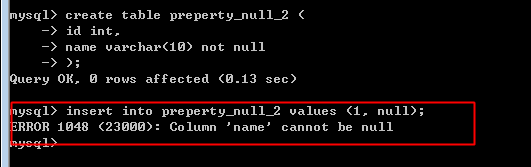 mysql> create table preperty_null_2 (
-> id int,
-> name varchar(10) not null
-> );
Query OK, 0 rows affected (0.13 sec)
mysql> insert into preperty_null_2 values (1, null);
ERROR 1048 (23000): Column 'name' cannot be null
mysql>